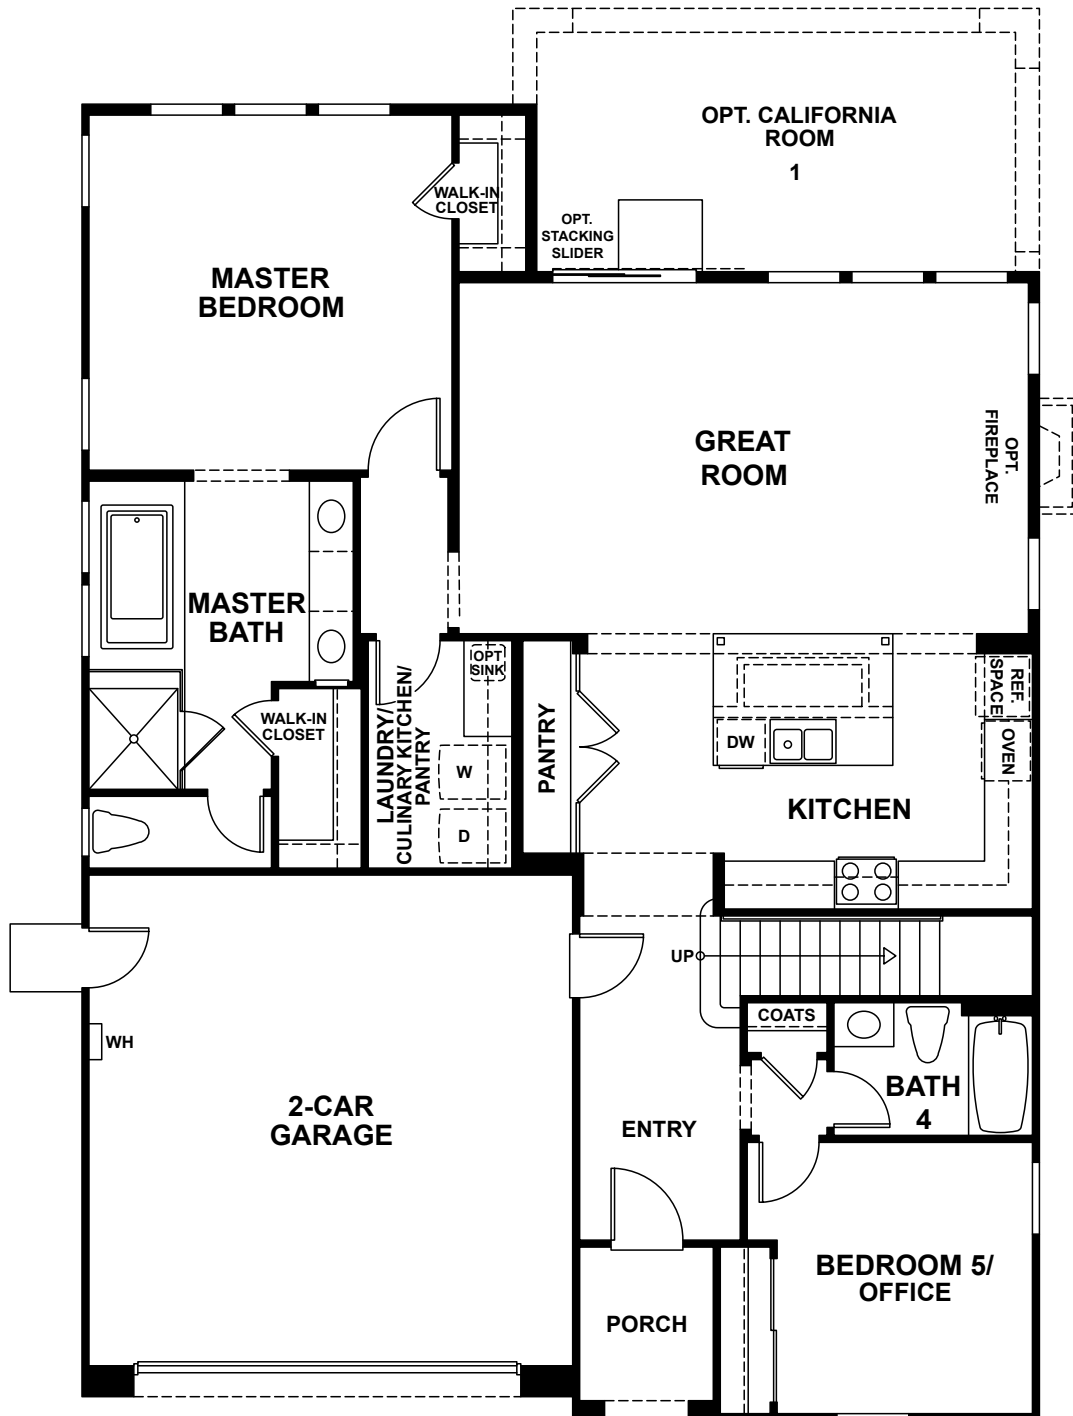 OPT. CALIFORNIA
ROOM
1
WALK-IN
CLOSET
OPT.
STACKING
SLIDER
MASTER
BEDROOM
GREAT
ROOM
OPT.
FIREPLACE
MASTER
BATH
OPT
SINK
LAUNDRY/
CULINARY KITCHEN/
PANTRY
WALK-IN
CLOSET
W
D
PANTRY
DW
REF.
SPACE
OVEN
KITCHEN
UP
WH
COATS
BATH
4
2-CAR
GARAGE
ENTRY
BEDROOM 5/
OFFICE
PORCH